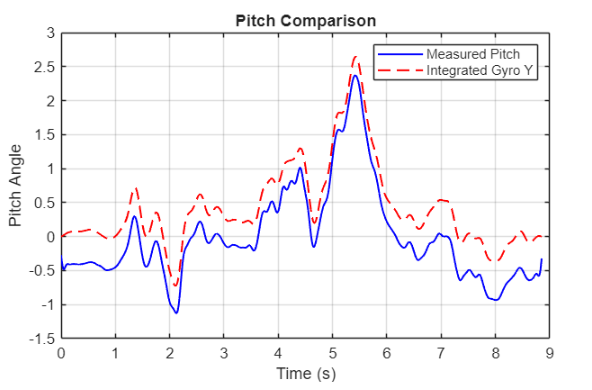 Pitch Comparison
3
2.5
2
1.5
1
0.5
0
-0.5
-1
-1.5
Pitch Angle
Measured Pitch
Integrated Gyro Y
0 1 2 3 4 5 6 7 8 9
Time (s)